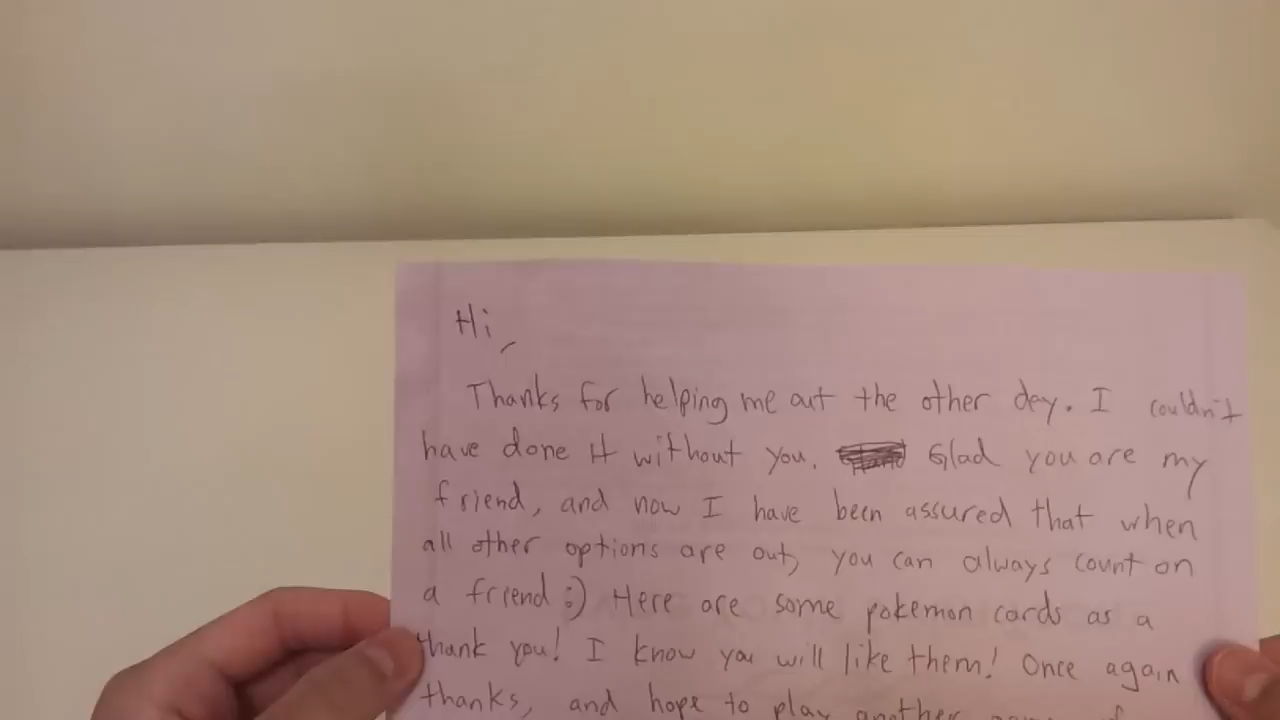 Hi,
Thanks for helping me out the other day. I couldn't
have done it without you. Glad you are my
friend, and now I have been assured that when
all other options are out, you can always count on
a friend :) Here are some pokemon cards as a
thank you! I know you will like them! Once again
thanks, and hope to play another game of